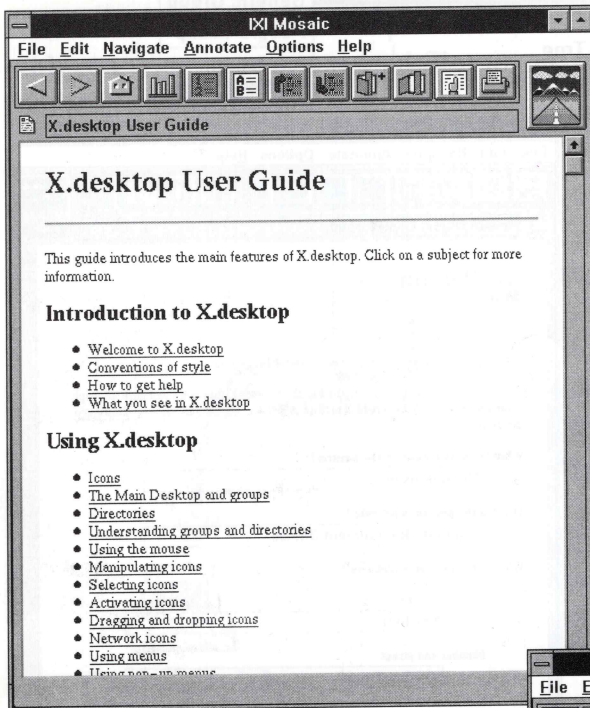 IXI Mosaic
File Edit Navigate Annotate Options Help
X.desktop User Guide
X.desktop User Guide
This guide introduces the main features of X.desktop. Click on a subject for more
information.
Introduction to X.desktop
Welcome to X.desktop
Conventions of style
How to get help
What you see in X.desktop
Using X.desktop
Icons
The Main Desktop and groups
Directories
Understanding groups and directories
Using the mouse
Manipulating icons
Selecting icons
Activating icons
Dragging and dropping icons
Network icons
Using menus
Using pop-up menus
File E